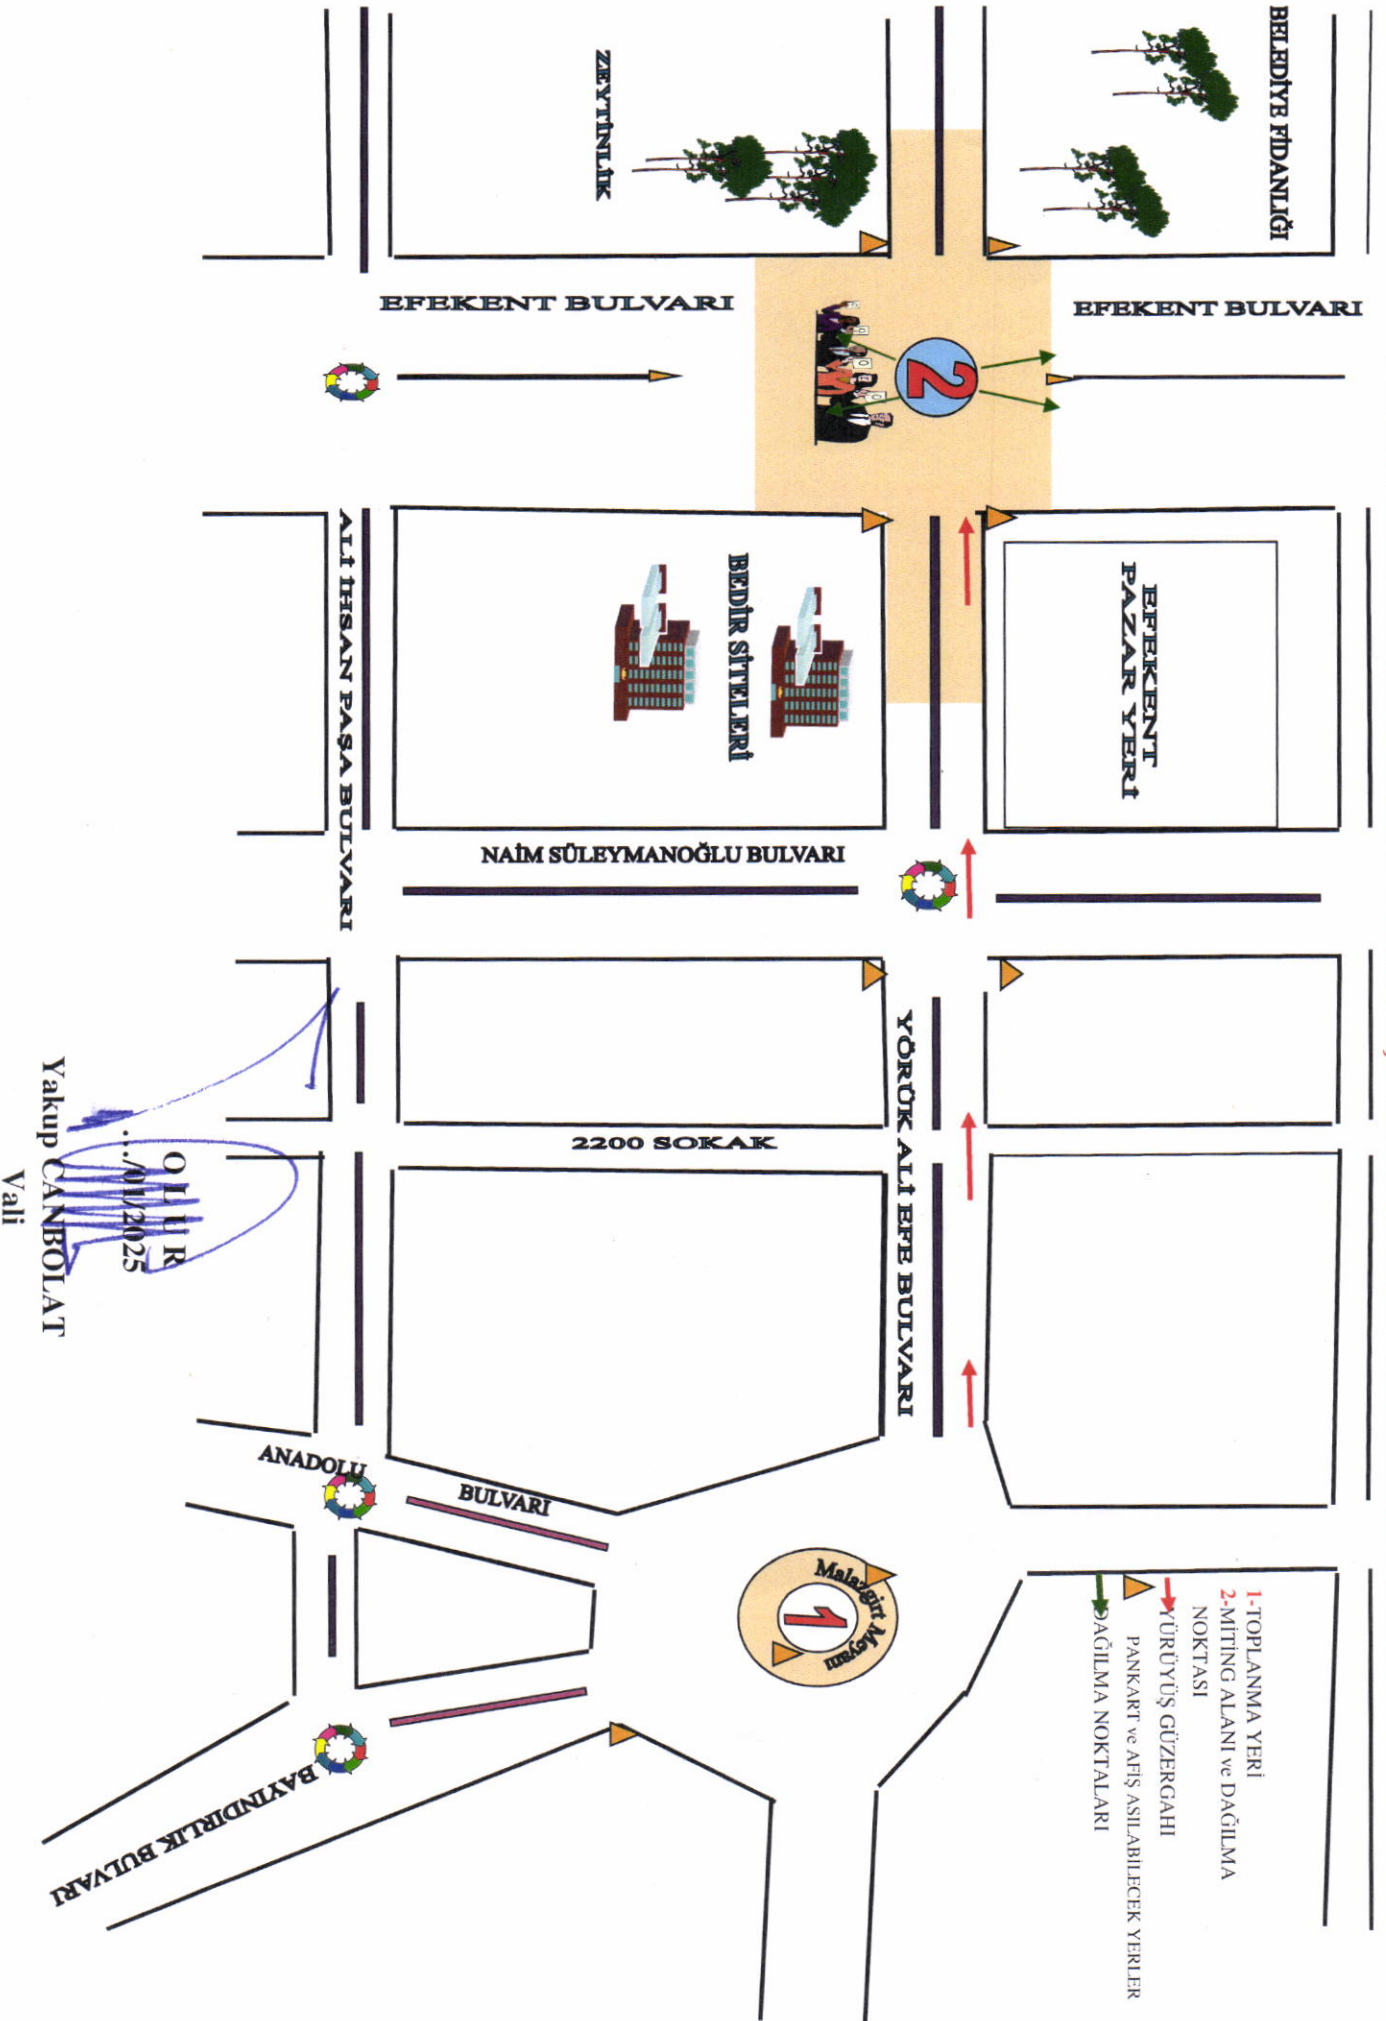 BELEDİYE FİDANLIĞI
ZEYTİNLİK
EFEKENT BULVARI
EFEKENT BULVARI
2
EFEKENT
PAZAR YERİ
BEDİR SİTELERİ
ALİ İHSAN PAŞA BULVARI
NAİM SÜLEYMANOĞLU BULVARI
YÖRÜK ALİ EFE BULVARI
2200 SOKAK
ANADOLU
BULVARI
BAYINDIRLIK BULVARI
Malazgirt Meyanı
1
1-TOPLANMA YERİ
2-MİTİNG ALANI ve DAĞILMA
NOKTASI
YÜRÜYÜŞ GÜZERGAHI
PANKART ve AFİŞ ASILABİLECEK YERLER
DAĞILMA NOKTALARI
O L U R
.../01/2025
Yakup CANBOLAT
Vali